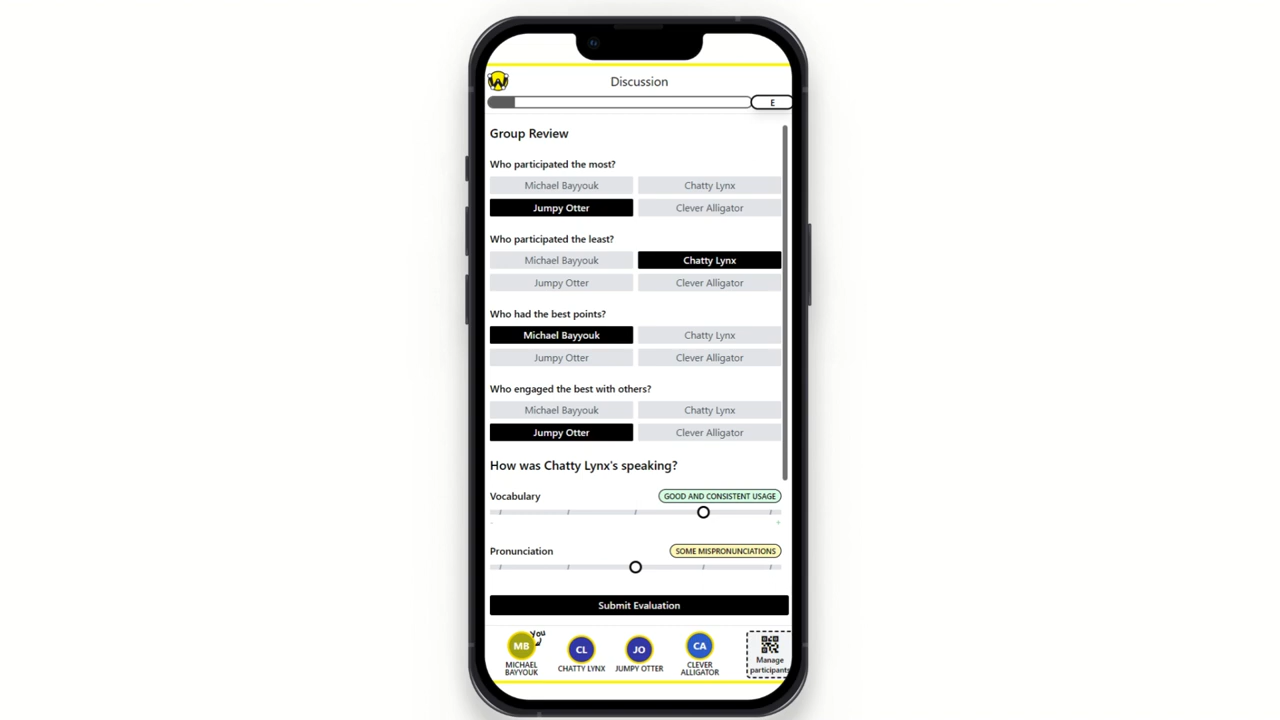 Discussion
E
Group Review
Who participated the most?
Michael Bayyouk Chatty Lynx
Jumpy Otter Clever Alligator
Who participated the least?
Michael Bayyouk Chatty Lynx
Jumpy Otter Clever Alligator
Who had the best points?
Michael Bayyouk Chatty Lynx
Jumpy Otter Clever Alligator
Who engaged the best with others?
Michael Bayyouk Chatty Lynx
Jumpy Otter Clever Alligator
How was Chatty Lynx's speaking?
Vocabulary GOOD AND CONSISTENT USAGE
- +
Pronunciation SOME MISPRONUNCIATIONS
Submit Evaluation
You
MB CL JO CA
MICHAEL BAYYOUK
CHATTY LYNX
JUMPY OTTER
CLEVER ALLIGATOR
Manage
participants